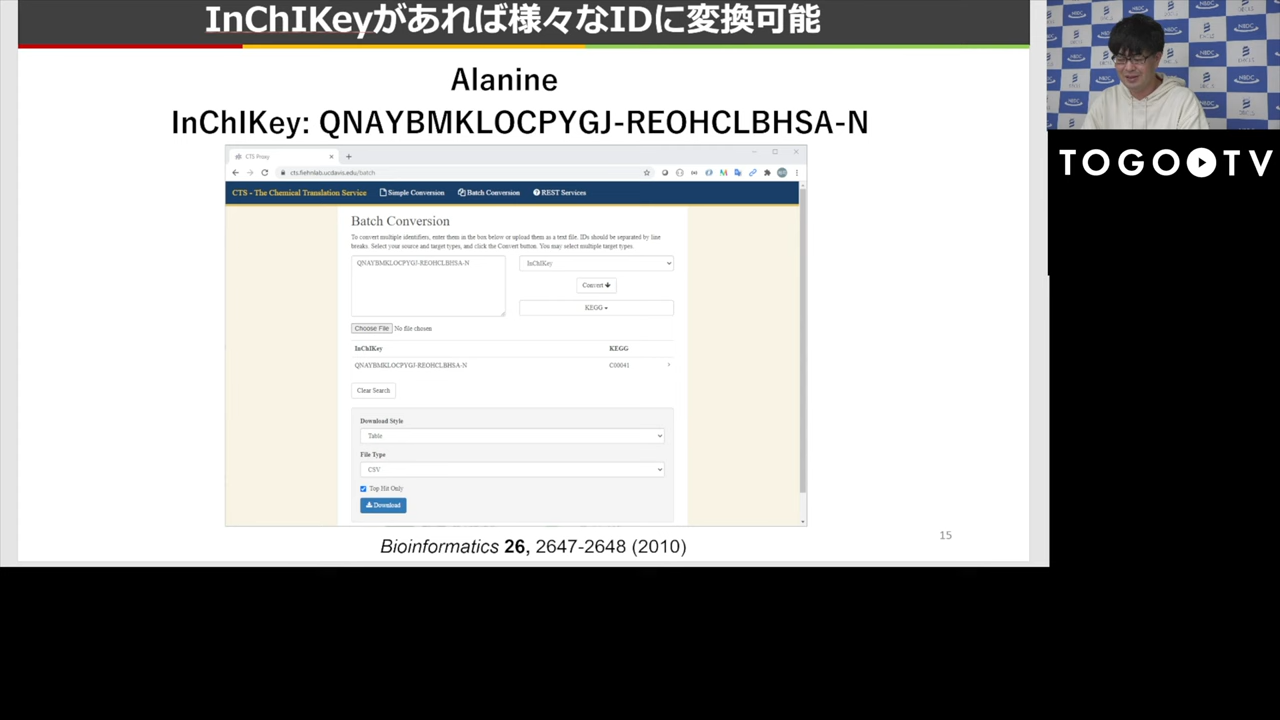 InChIKeyがあれば様々なIDに変換可能
Alanine
InChIKey: QNAYBMKLOCPYGJ-REOHCLBHSA-N
CTS Proxy
cts.fiehnlab.ucdavis.edu/batch
CTS - The Chemical Translation Service Simple Conversion Batch Conversion REST Services
Batch Conversion
To convert multiple identifiers, enter them in the box below or upload them as a text file. IDs should be separated by line
breaks. Select your source and target types, and click the Convert button. You may select multiple target types.
QNAYBMKLOCPYGJ-REOHCLBHSA-N
InChIKey
Convert
KEGG
Choose File No file chosen
InChIKey KEGG
QNAYBMKLOCPYGJ-REOHCLBHSA-N C00041
Clear Search
Download Style
Table
File Type
CSV
Top Hit Only
Download
Bioinformatics 26, 2647-2648 (2010)
15
NBDC
TOGO TV